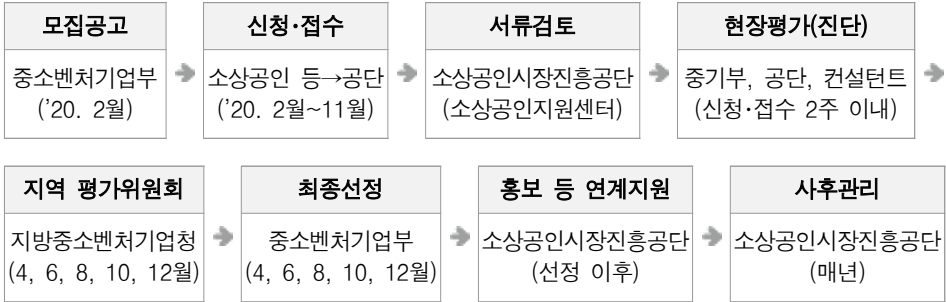 모집공고
중소벤처기업부
('20. 2월)
신청·접수
소상공인 등→공단
('20. 2월~11월)
서류검토
소상공인시장진흥공단
(소상공인지원센터)
현장평가(진단)
중기부, 공단, 컨설턴트
(신청·접수 2주 이내)
지역 평가위원회
지방중소벤처기업청
(4, 6, 8, 10, 12월)
최종선정
중소벤처기업부
(4, 6, 8, 10, 12월)
홍보 등 연계지원
소상공인시장진흥공단
(선정 이후)
사후관리
소상공인시장진흥공단
(매년)